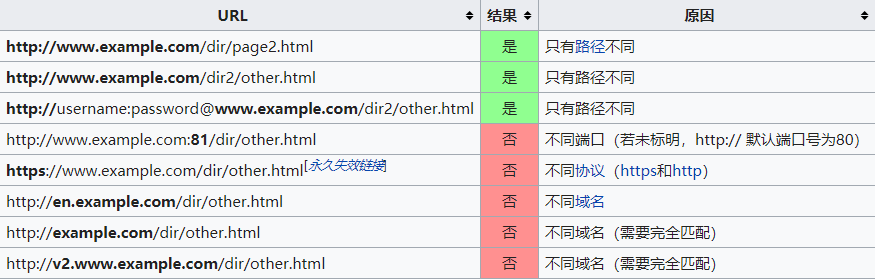 URL 结果 原因
http://www.example.com/dir/page2.html 是 只有路径不同
http://www.example.com/dir2/other.html 是 只有路径不同
http://username:password@www.example.com/dir2/other.html 是 只有路径不同
http://www.example.com:81/dir/other.html 否 不同端口（若未标明，http:// 默认端口号为80）
https://www.example.com/dir/other.html[永久失效链接] 否 不同协议（https和http）
http://en.example.com/dir/other.html 否 不同域名
http://example.com/dir/other.html 否 不同域名（需要完全匹配）
http://v2.www.example.com/dir/other.html 否 不同域名（需要完全匹配）